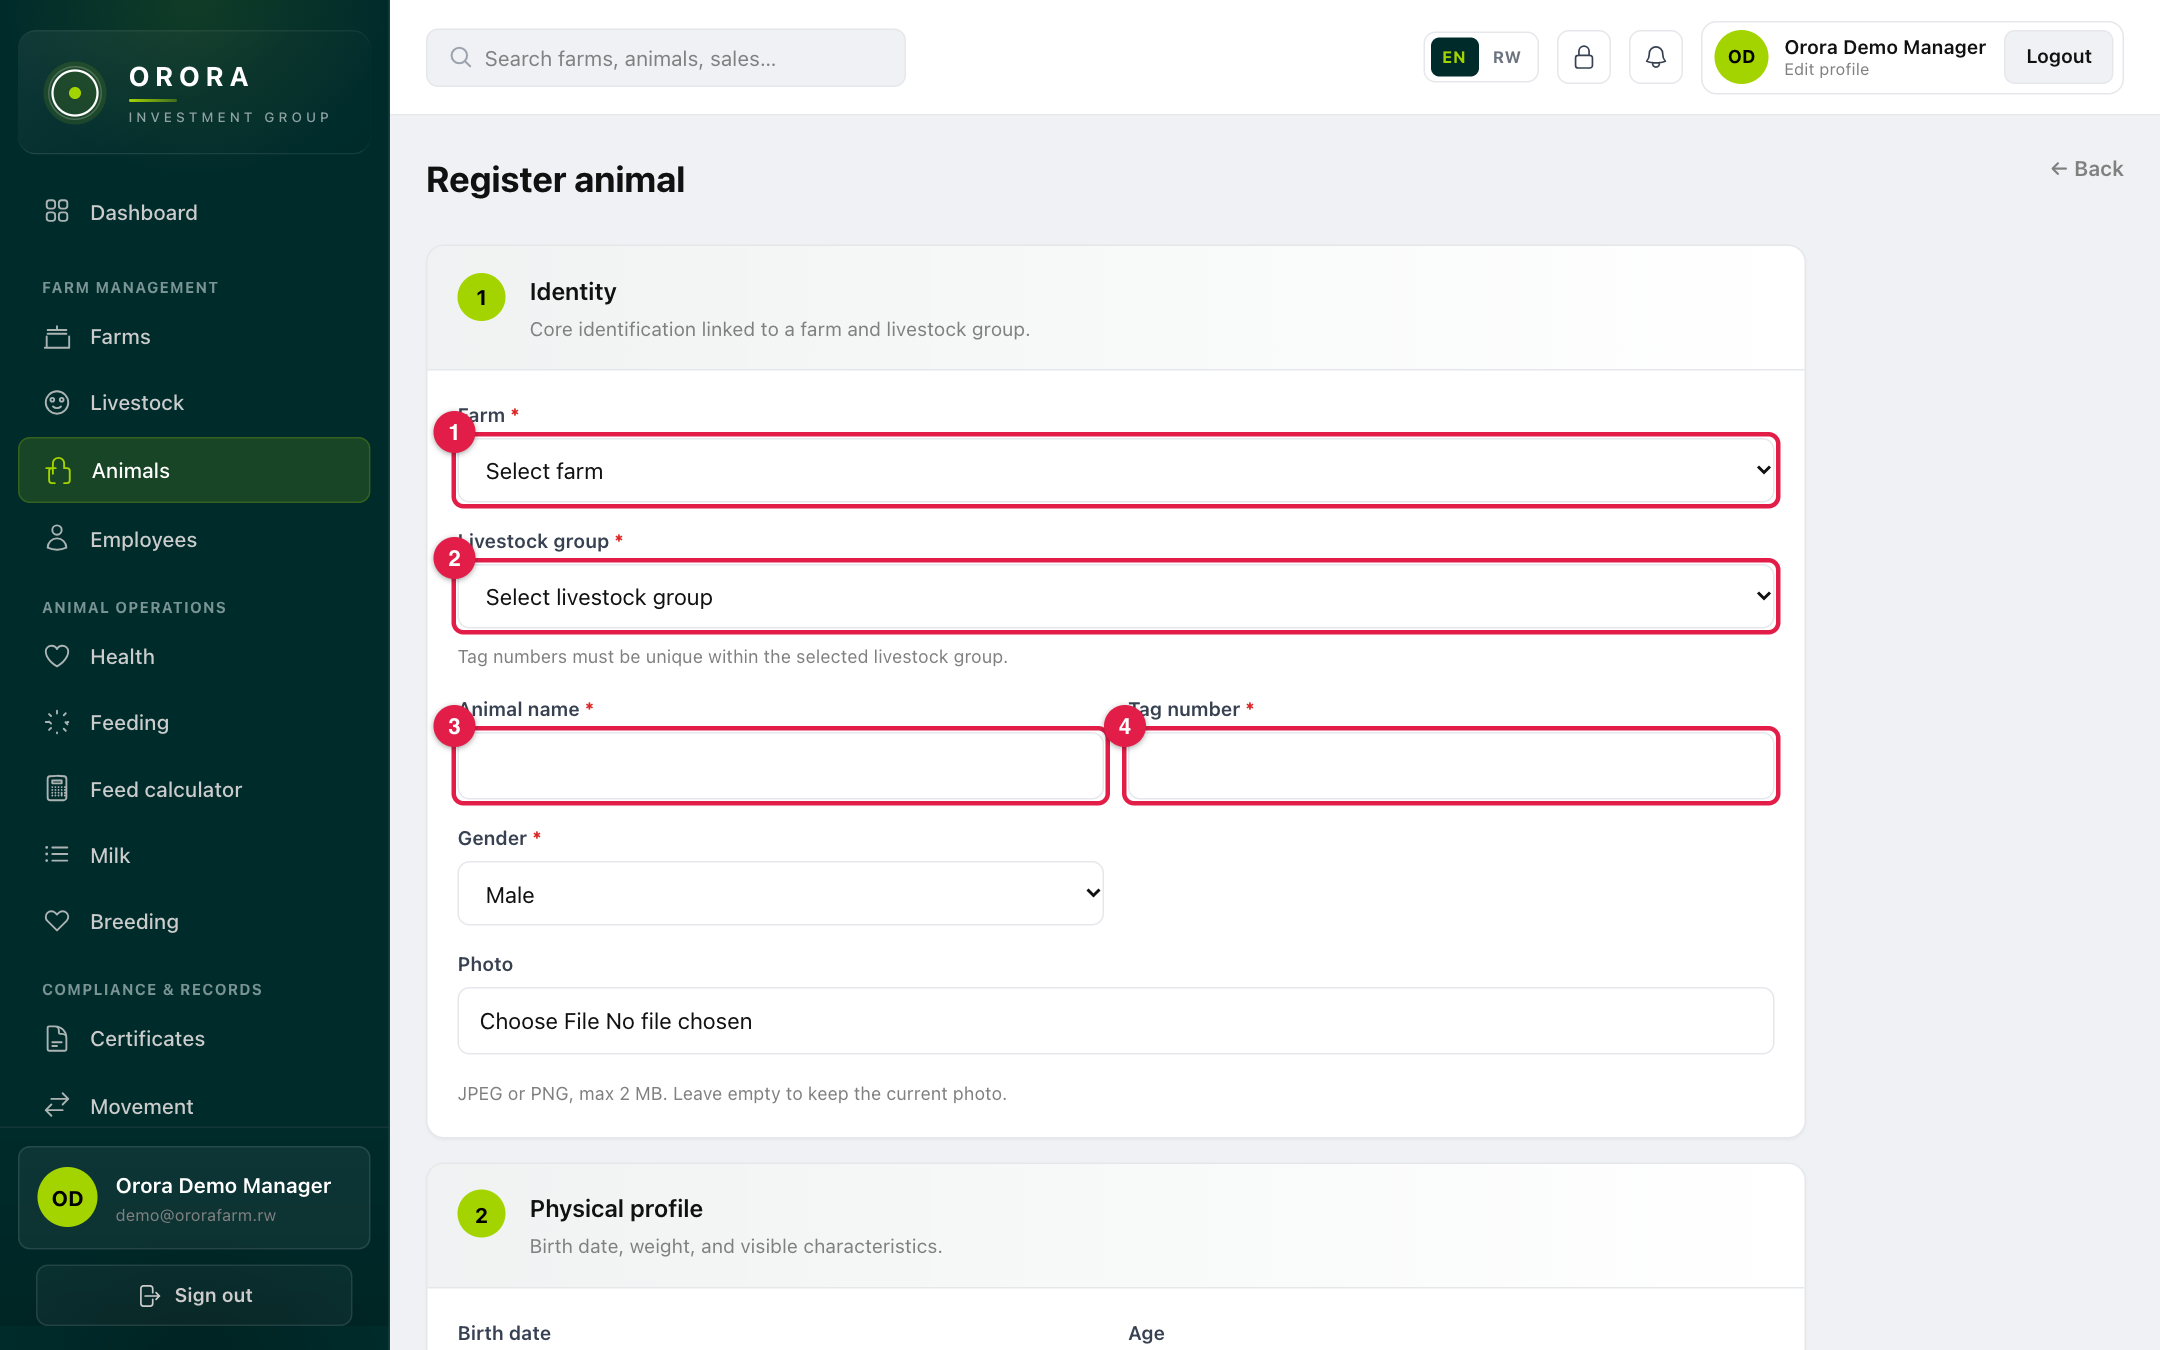 ORORA
INVESTMENT GROUP
Dashboard
FARM MANAGEMENT
Farms
Livestock
Animals
Employees
ANIMAL OPERATIONS
Health
Feeding
Feed calculator
Milk
Breeding
COMPLIANCE & RECORDS
Certificates
Movement
OD
Orora Demo Manager
demo@ororafarm.rw
Sign out
Search farms, animals, sales...
EN RW
OD
Orora Demo Manager
Edit profile
Logout
Register animal
← Back
1
Identity
Core identification linked to a farm and livestock group.
Farm *
1
Select farm
Livestock group *
2
Select livestock group
Tag numbers must be unique within the selected livestock group.
Animal name *
3
Tag number *
4
Gender *
Male
Photo
Choose File No file chosen
JPEG or PNG, max 2 MB. Leave empty to keep the current photo.
2
Physical profile
Birth date, weight, and visible characteristics.
Birth date
Age